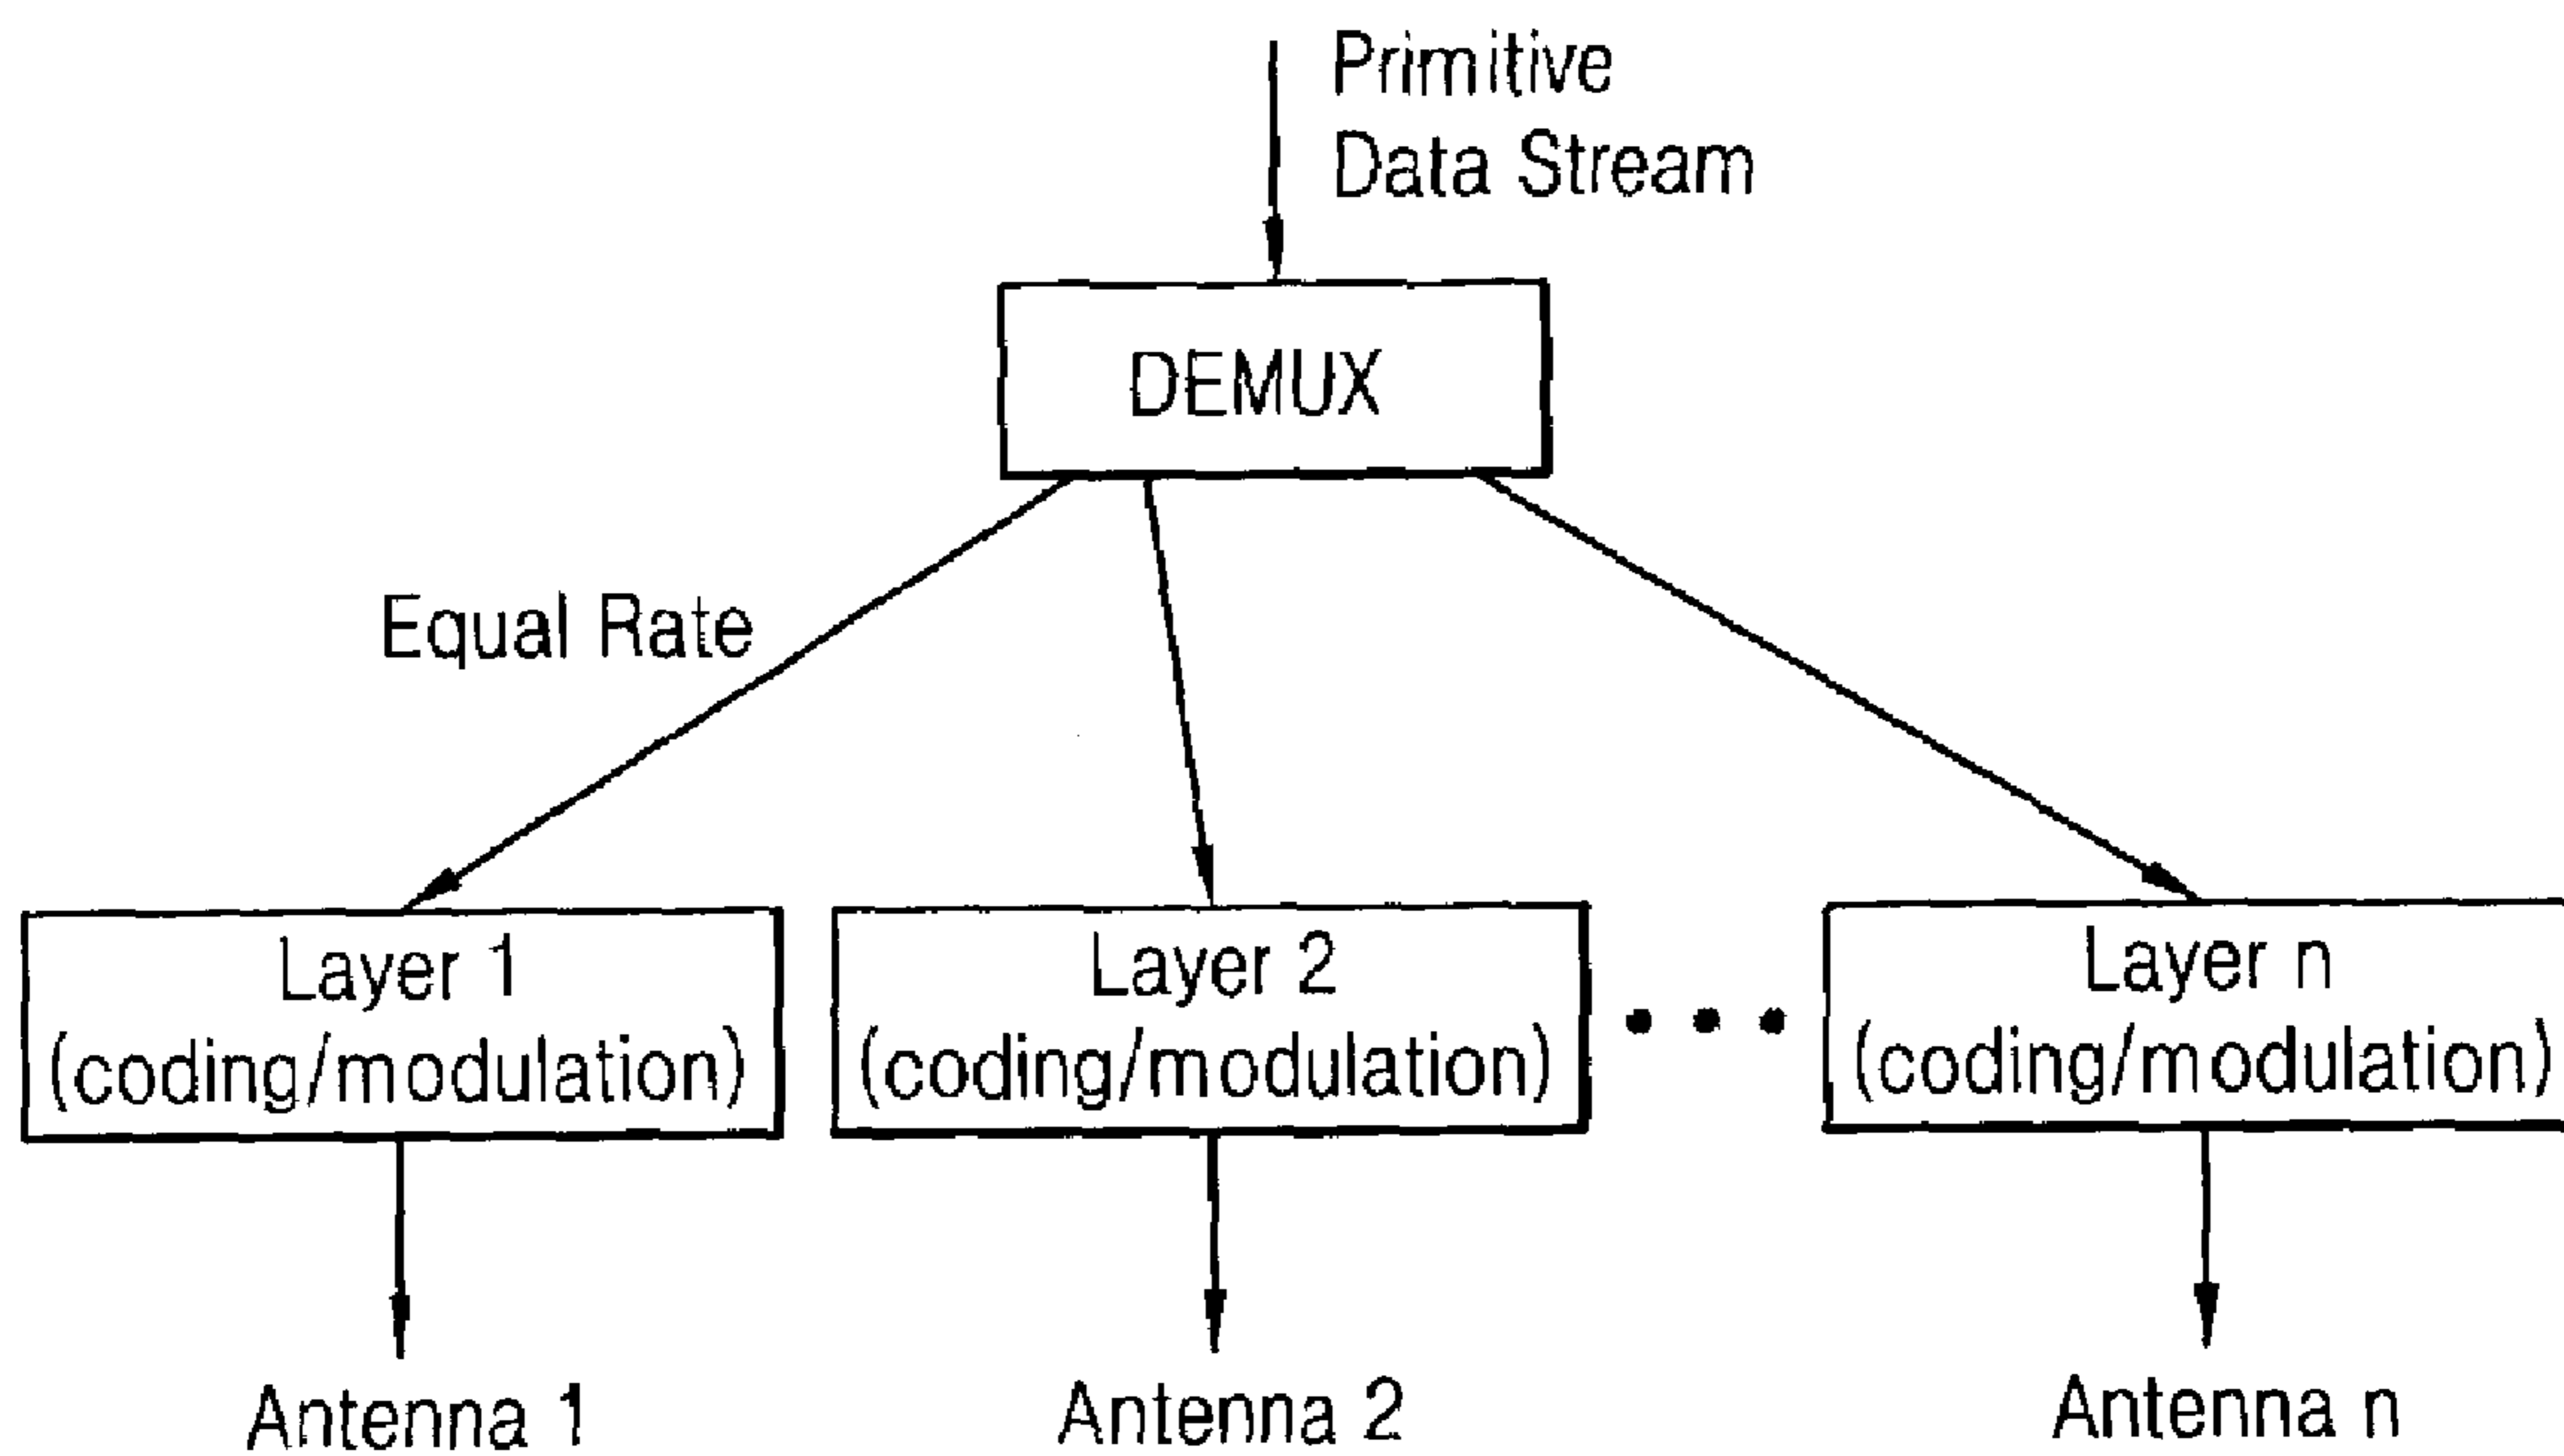 Primitive
Data Stream
DEMUX
Equal Rate
Layer 1
(coding/modulation)
Layer 2
(coding/modulation)
• • •
Layer n
(coding/modulation)
Antenna 1
Antenna 2
Antenna n